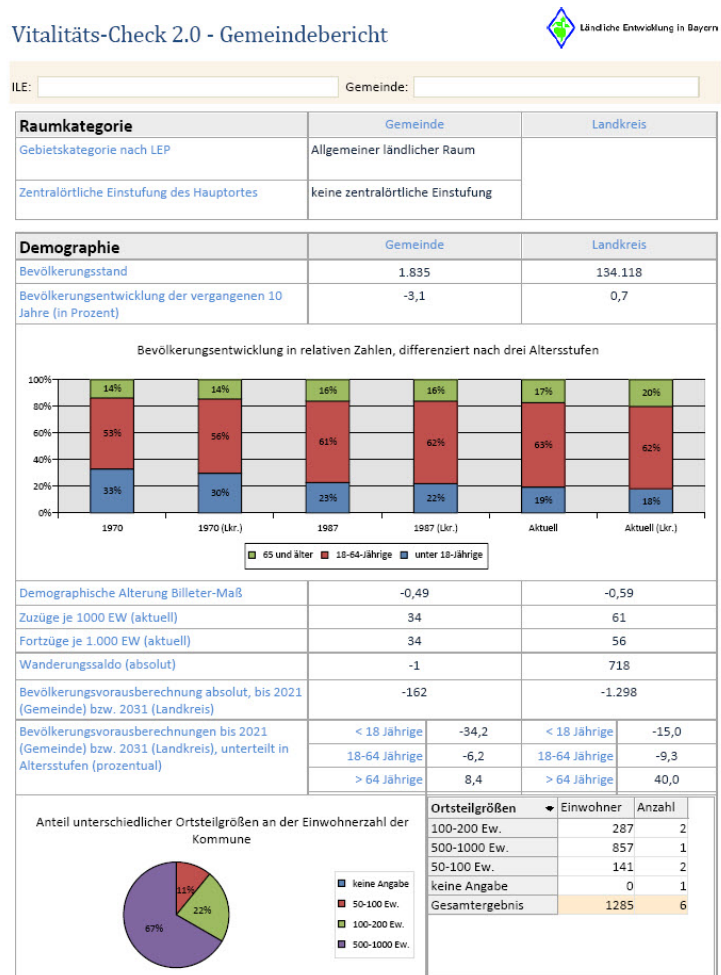 Vitalitäts-Check 2.0 - Gemeindebericht
Ländliche Entwicklung in Bayern
ILE: Gemeinde:
Raumkategorie Gemeinde Landkreis
Gebietskategorie nach LEP Allgemeiner ländlicher Raum
Zentralörtliche Einstufung des Hauptortes keine zentralörtliche Einstufung
Demographie Gemeinde Landkreis
Bevölkerungsstand 1.835 134.118
Bevölkerungsentwicklung der vergangenen 10 -3,1 0,7
Jahre (in Prozent)
Bevölkerungsentwicklung in relativen Zahlen, differenziert nach drei Altersstufen
100% 14% 14% 16% 16% 17% 20%
80%
60% 53% 56% 61% 62% 63% 62%
40%
20% 33% 30% 23% 22% 19% 18%
0%
1970 1970 (Lkr.) 1987 1987 (Lkr.) Aktuell Aktuell (Lkr.)
65 und älter 18-64-Jährige unter 18-Jährige
Demographische Alterung Billeter-Maß -0,49 -0,59
Zuzüge je 1000 EW (aktuell) 34 61
Fortzüge je 1.000 EW (aktuell) 34 56
Wanderungssaldo (absolut) -1 718
Bevölkerungsvorausberechnung absolut, bis 2021 -162 -1.298
(Gemeinde) bzw. 2031 (Landkreis)
Bevölkerungsvorausberechnungen bis 2021 < 18 Jährige -34,2 < 18 Jährige -15,0
(Gemeinde) bzw. 2031 (Landkreis), unterteilt in 18-64 Jährige -6,2 18-64 Jährige -9,3
Altersstufen (prozentual) > 64 Jährige 8,4 > 64 Jährige 40,0
Anteil unterschiedlicher Ortsteilgrößen an der Einwohnerzahl der
Kommune
11%
22%
67%
keine Angabe
50-100 Ew.
100-200 Ew.
500-1000 Ew.
Ortsteilgrößen Einwohner Anzahl
100-200 Ew. 287 2
500-1000 Ew. 857 1
50-100 Ew. 141 2
keine Angabe 0 1
Gesamtergebnis 1285 6